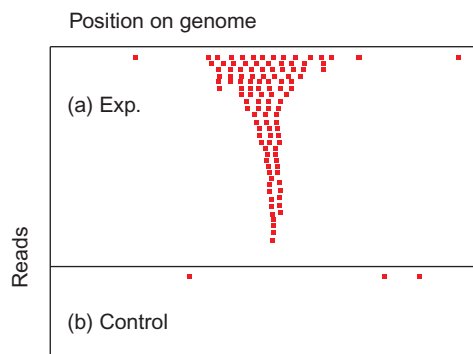 Position on genome
(a) Exp.
Reads
(b) Control